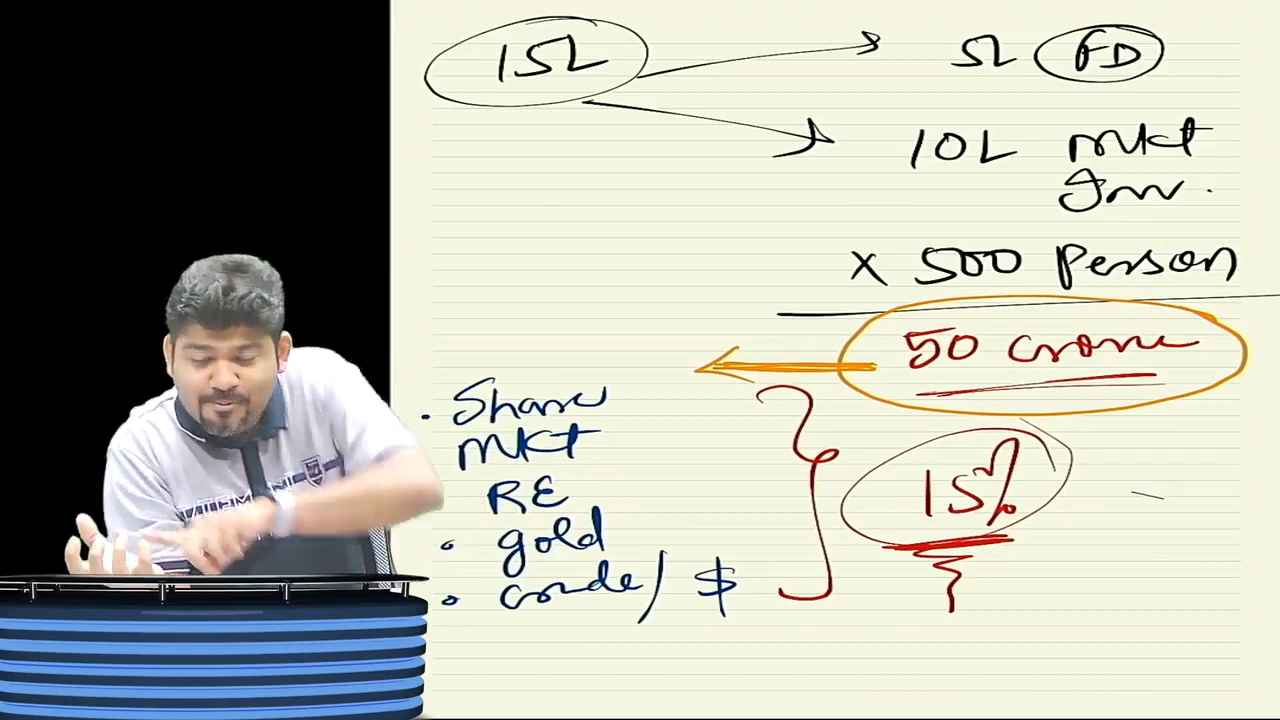 15L
5L FD
10L mkt
Inv.
x 500 person
50 crore
. Share
mkt
RE
. gold
. crude/ $
15%